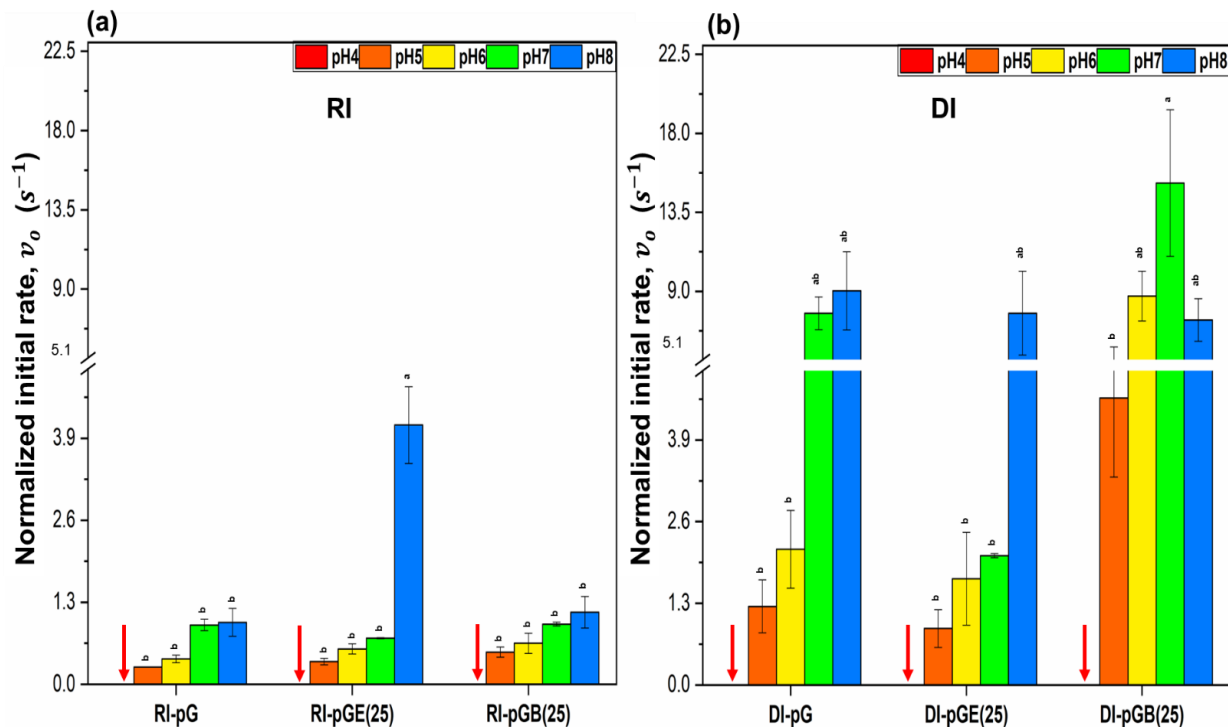 (a)
pH4 pH5 pH6 pH7 pH8
RI
Normalized initial rate, v₀ (s⁻¹)
22.5
18.0
13.5
9.0
5.1
3.9
2.6
1.3
0.0
b b b b
b b b a
b b b b
RI-pG RI-pGE(25) RI-pGB(25)
(b)
pH4 pH5 pH6 pH7 pH8
DI
Normalized initial rate, v₀ (s⁻¹)
22.5
18.0
13.5
9.0
5.1
3.9
2.6
1.3
0.0
b b ab ab
b b b ab
b ab a ab
DI-pG DI-pGE(25) DI-pGB(25)